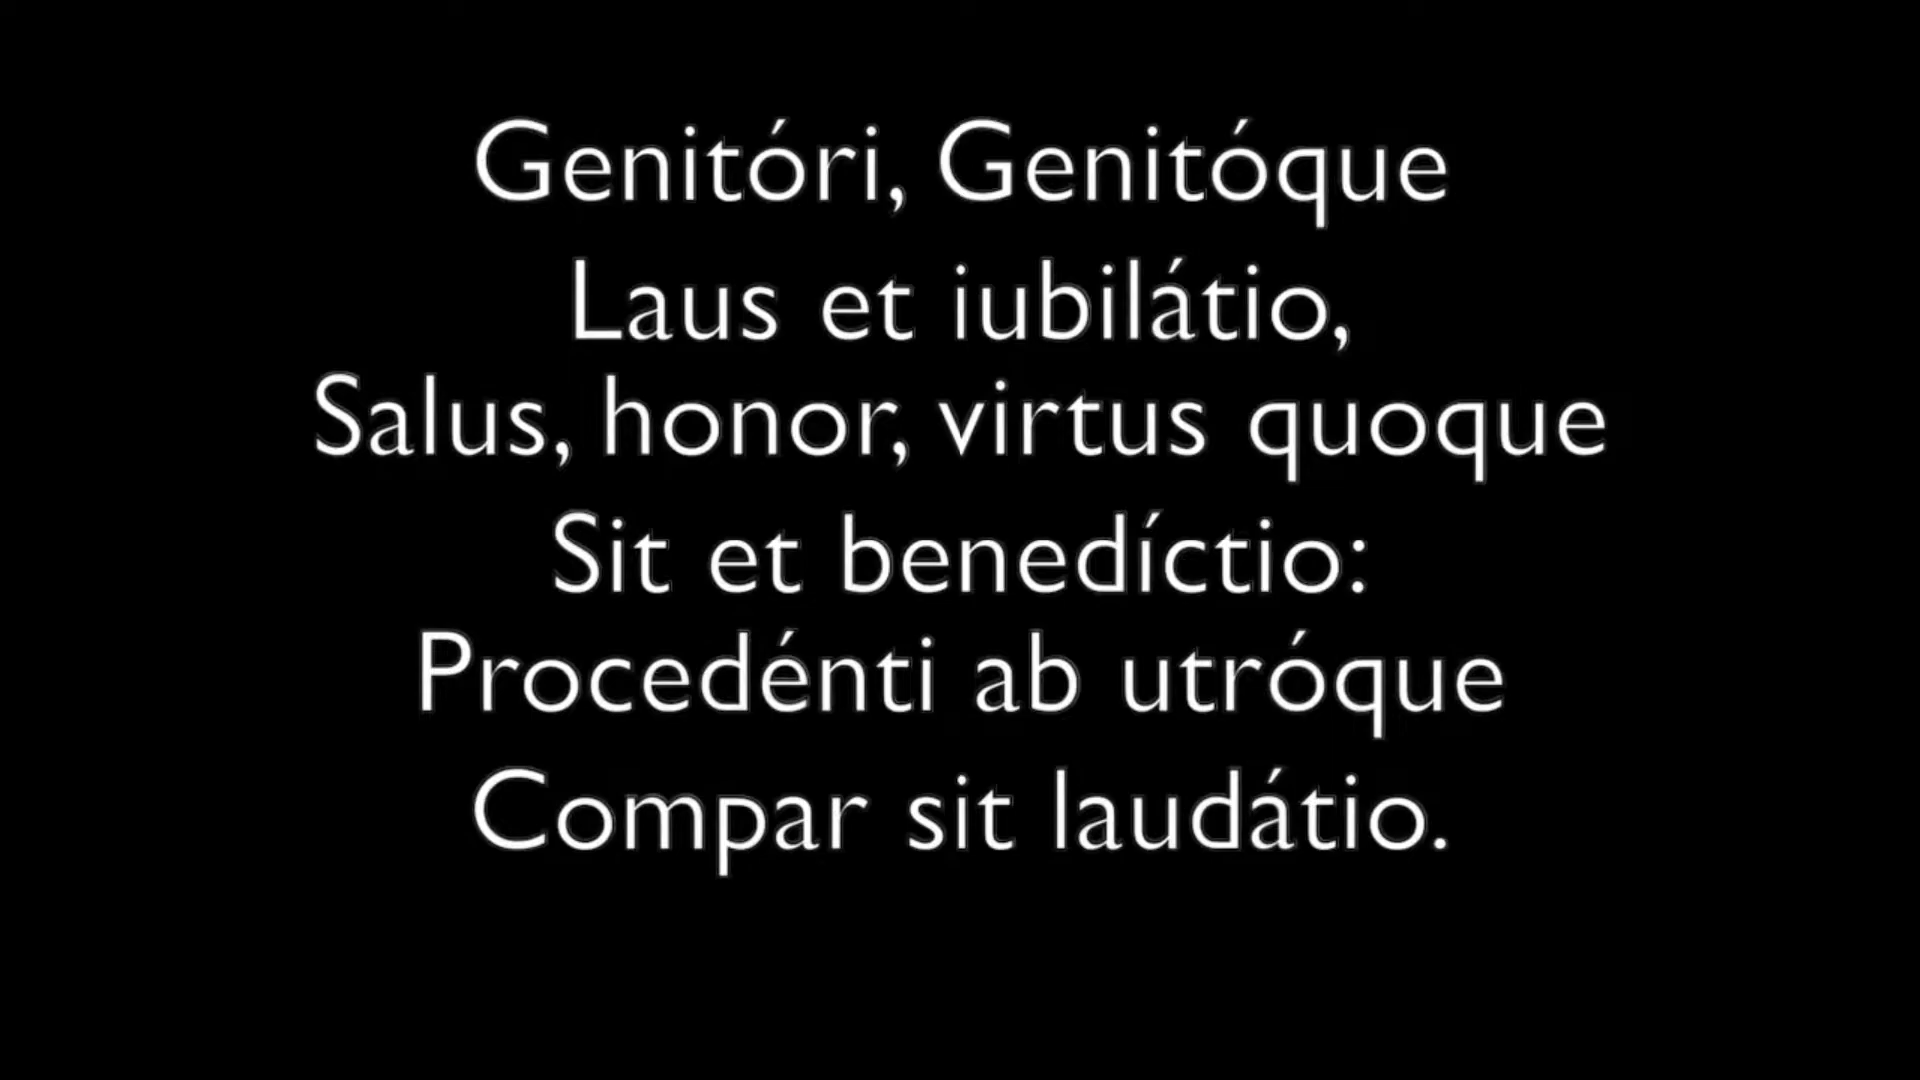 Genitóri, Genitóque
Laus et iubilátio,
Salus, honor, virtus quoque
Sit et benedíctio:
Procedénti ab utróque
Compar sit laudátio.